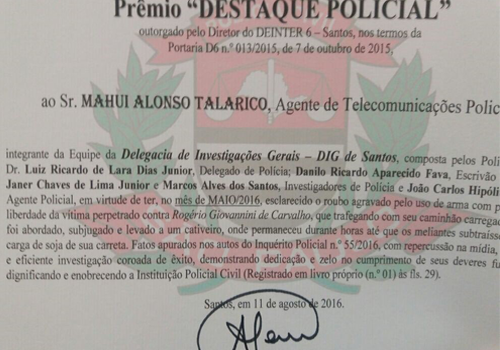 Prêmio “DESTAQUE POLICIAL”
outorgado pelo Diretor do DEINTER 6 – Santos, nos termos da
Portaria D6 n.º 013/2015, de 7 de outubro de 2015,
ao Sr. MAHUI ALONSO TALARICO, Agente de Telecomunicações Polic
integrante da Equipe da Delegacia de Investigações Gerais – DIG de Santos, composta pelos Polic
Dr. Luiz Ricardo de Lara Dias Junior, Delegado de Polícia; Danilo Ricardo Aparecido Fava, Escrivão
Janer Chaves de Lima Junior e Marcos Alves dos Santos, Investigadores de Polícia e João Carlos Hipóli
Agente Policial, em virtude de ter, no mês de MAIO/2016, esclarecido o roubo agravado pelo uso de arma com p
liberdade da vítima perpetrado contra Rogério Giovannini de Carvalho, que trafegando com seu caminhão carrega
foi abordado, subjugado e levado a um cativeiro, onde permaneceu durante horas até que os meliantes subtraíss
carga de soja de sua carreta. Fatos apurados nos autos do Inquérito Policial n.º 55/2016, com repercussão na mídia,
e eficiente investigação coroada de êxito, demonstrando dedicação e zelo no cumprimento de seus deveres fu
dignificando e enobrecendo a Instituição Policial Civil (Registrado em livro próprio (n.º 01) às fls. 29).
Santos, em 11 de agosto de 2016.